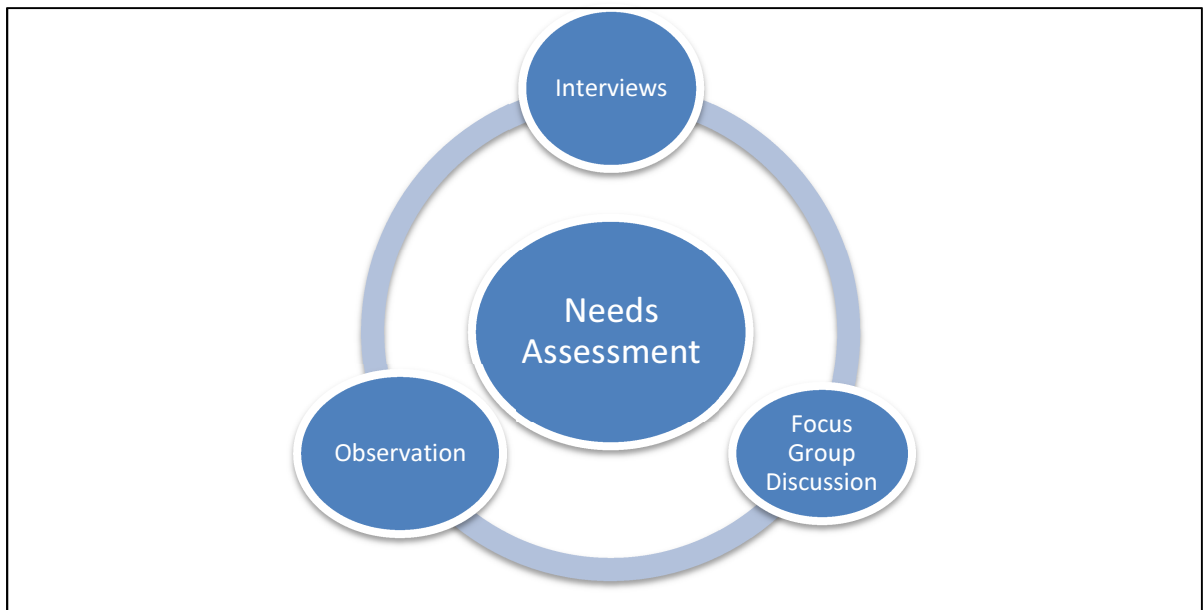 Interviews
Needs
Assessment
Observation
Focus
Group
Discussion